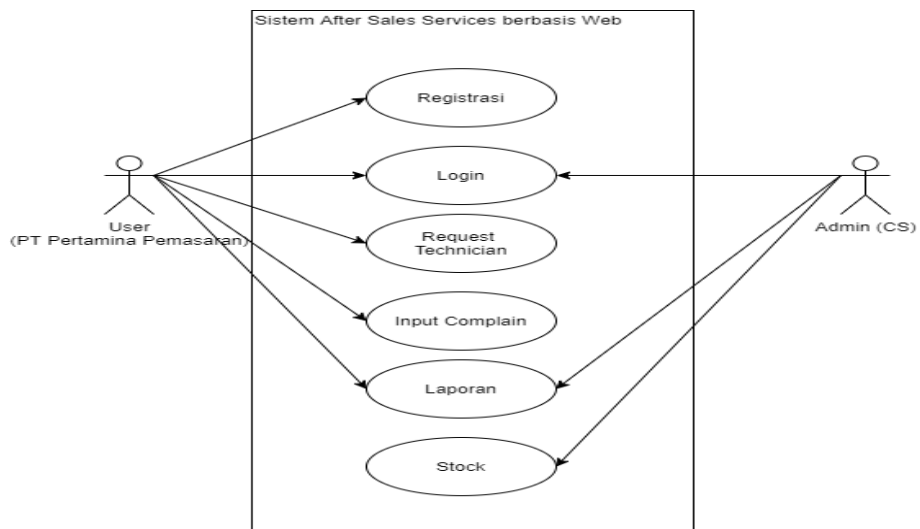 Sistem After Sales Services berbasis Web
Registrasi
Login
Request
Technician
Input Complain
Laporan
Stock
User
(PT Pertamina Pemasaran)
Admin (CS)